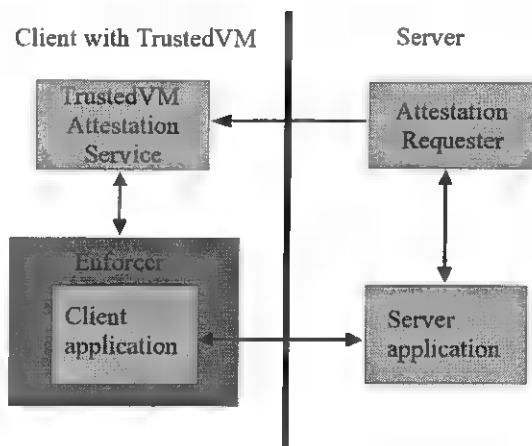 Client with TrustedVM
Server
TrustedVM
Attestation
Service
Attestation
Requester
Enforcer
Client
application
Server
application